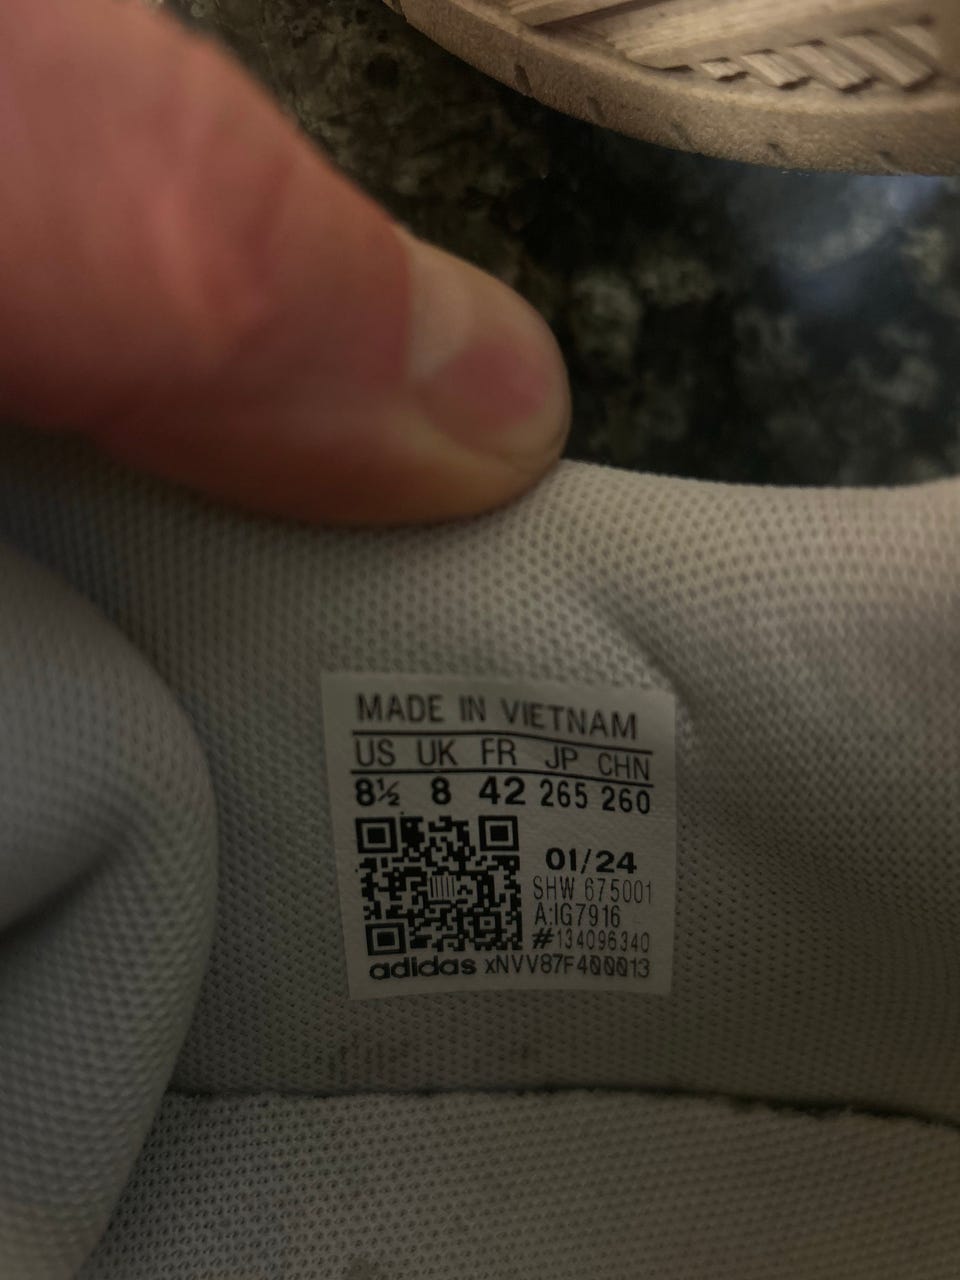 MADE IN VIETNAM
US UK FR JP CHN
8½ 8 42 265 260
01/24
SHW 675001
A:IG7916
#134096340
adidas xNVV87F400013